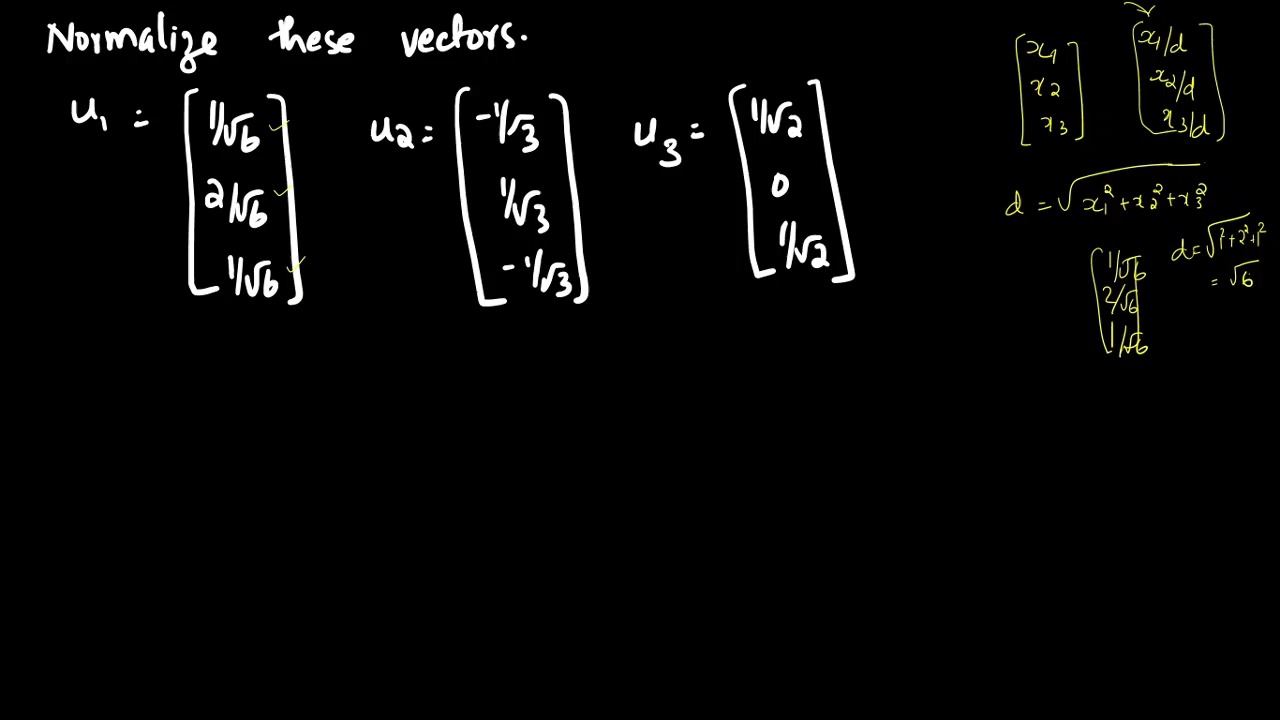 Normalize these vectors.
u₁ = [1/√6 2/√6 1/√6] u₂ = [-1/√3 1/√3 -1/√3] u₃ = [1/√2 0 1/√2]
[x₁ x₂ x₃] [x₁/d x₂/d x₃/d]
d = √x₁² + x₂² + x₃²
[1/√6 2/√6 1/√6]
d = √1² + 2² + 1²
= √6